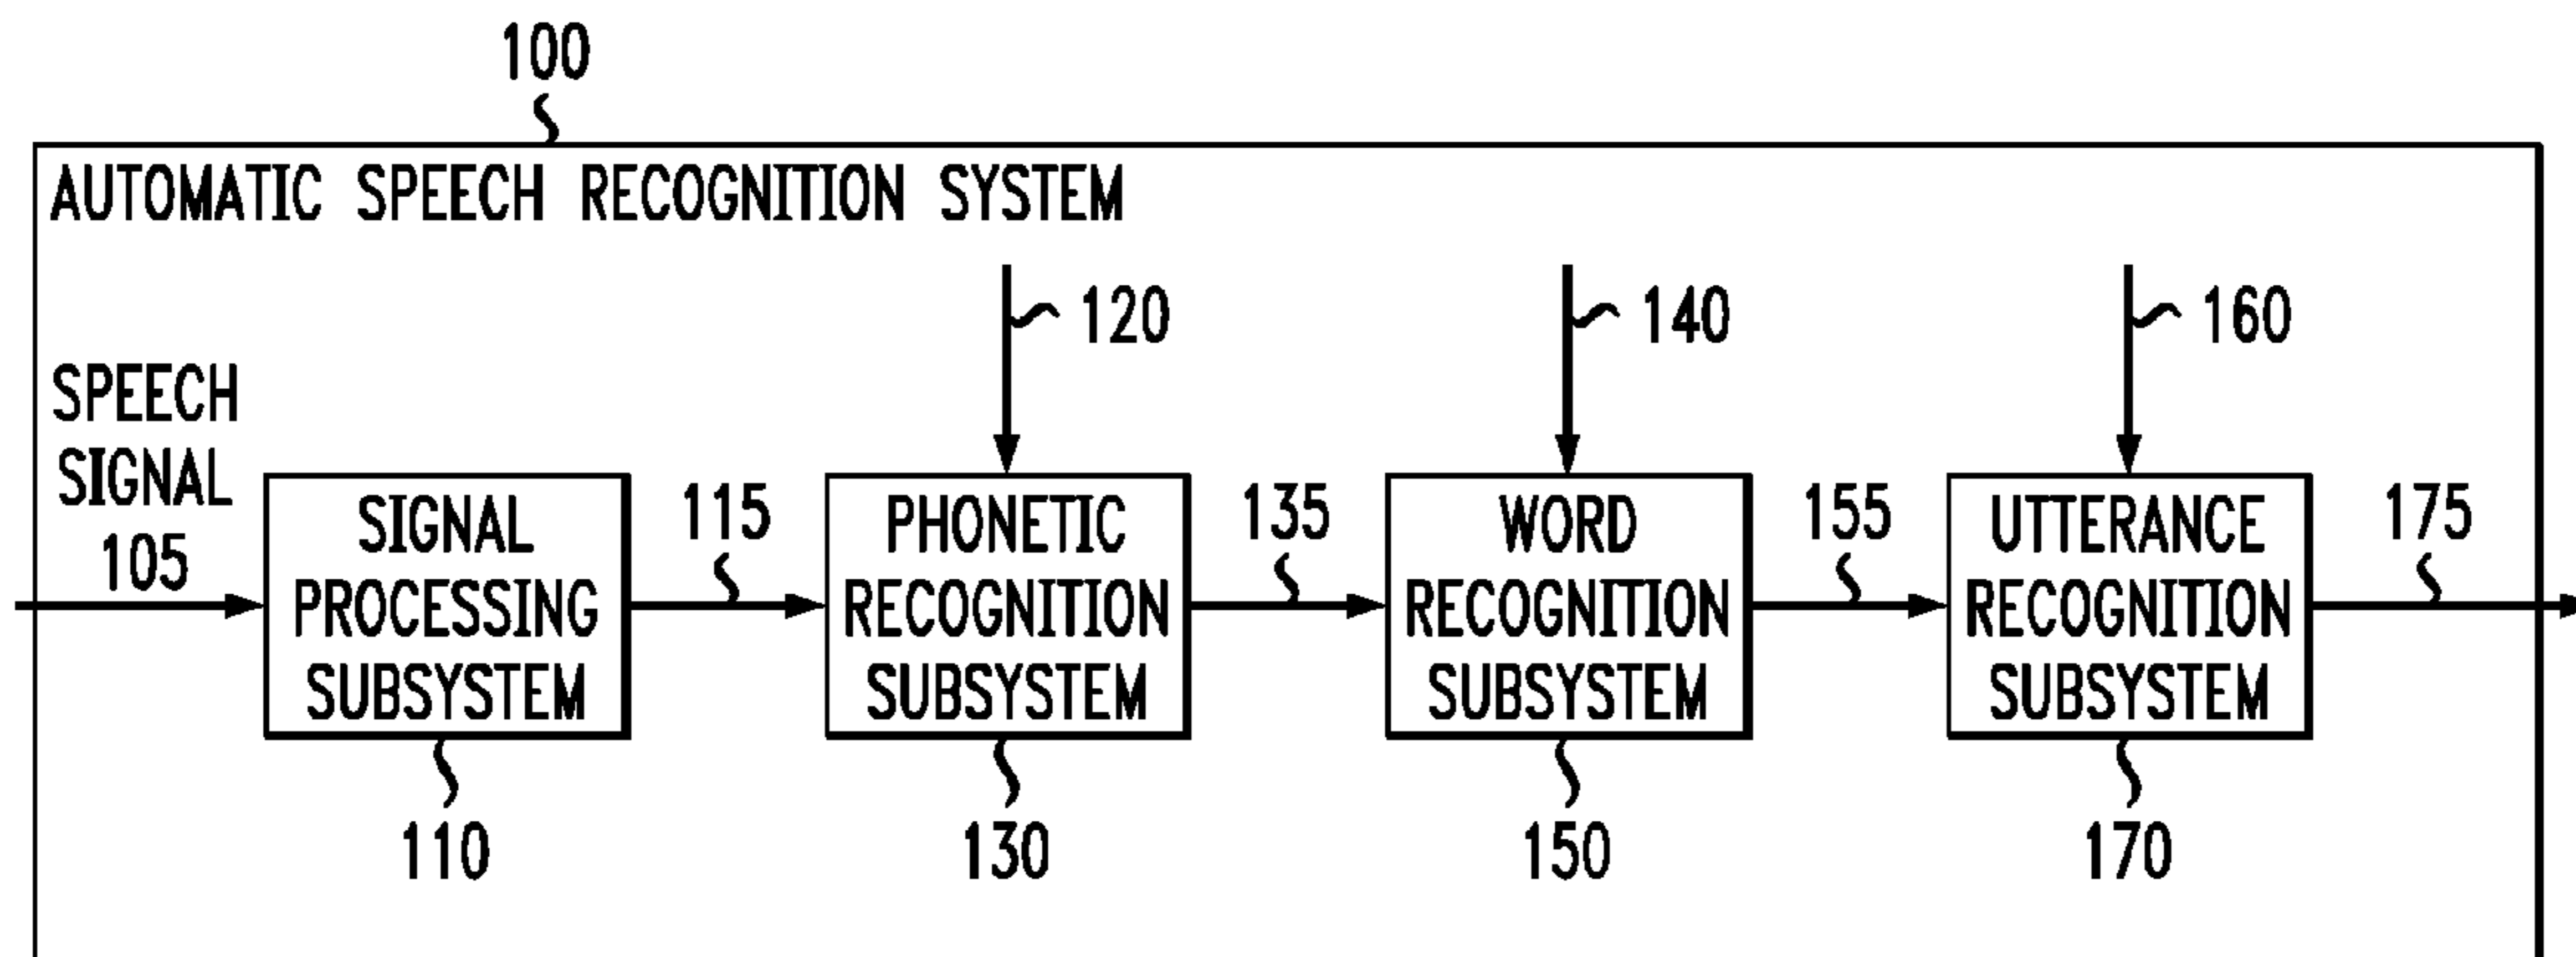 100
AUTOMATIC SPEECH RECOGNITION SYSTEM
120
140
160
SPEECH
SIGNAL
105
SIGNAL
PROCESSING
SUBSYSTEM
115
PHONETIC
RECOGNITION
SUBSYSTEM
135
WORD
RECOGNITION
SUBSYSTEM
155
UTTERANCE
RECOGNITION
SUBSYSTEM
175
110
130
150
170